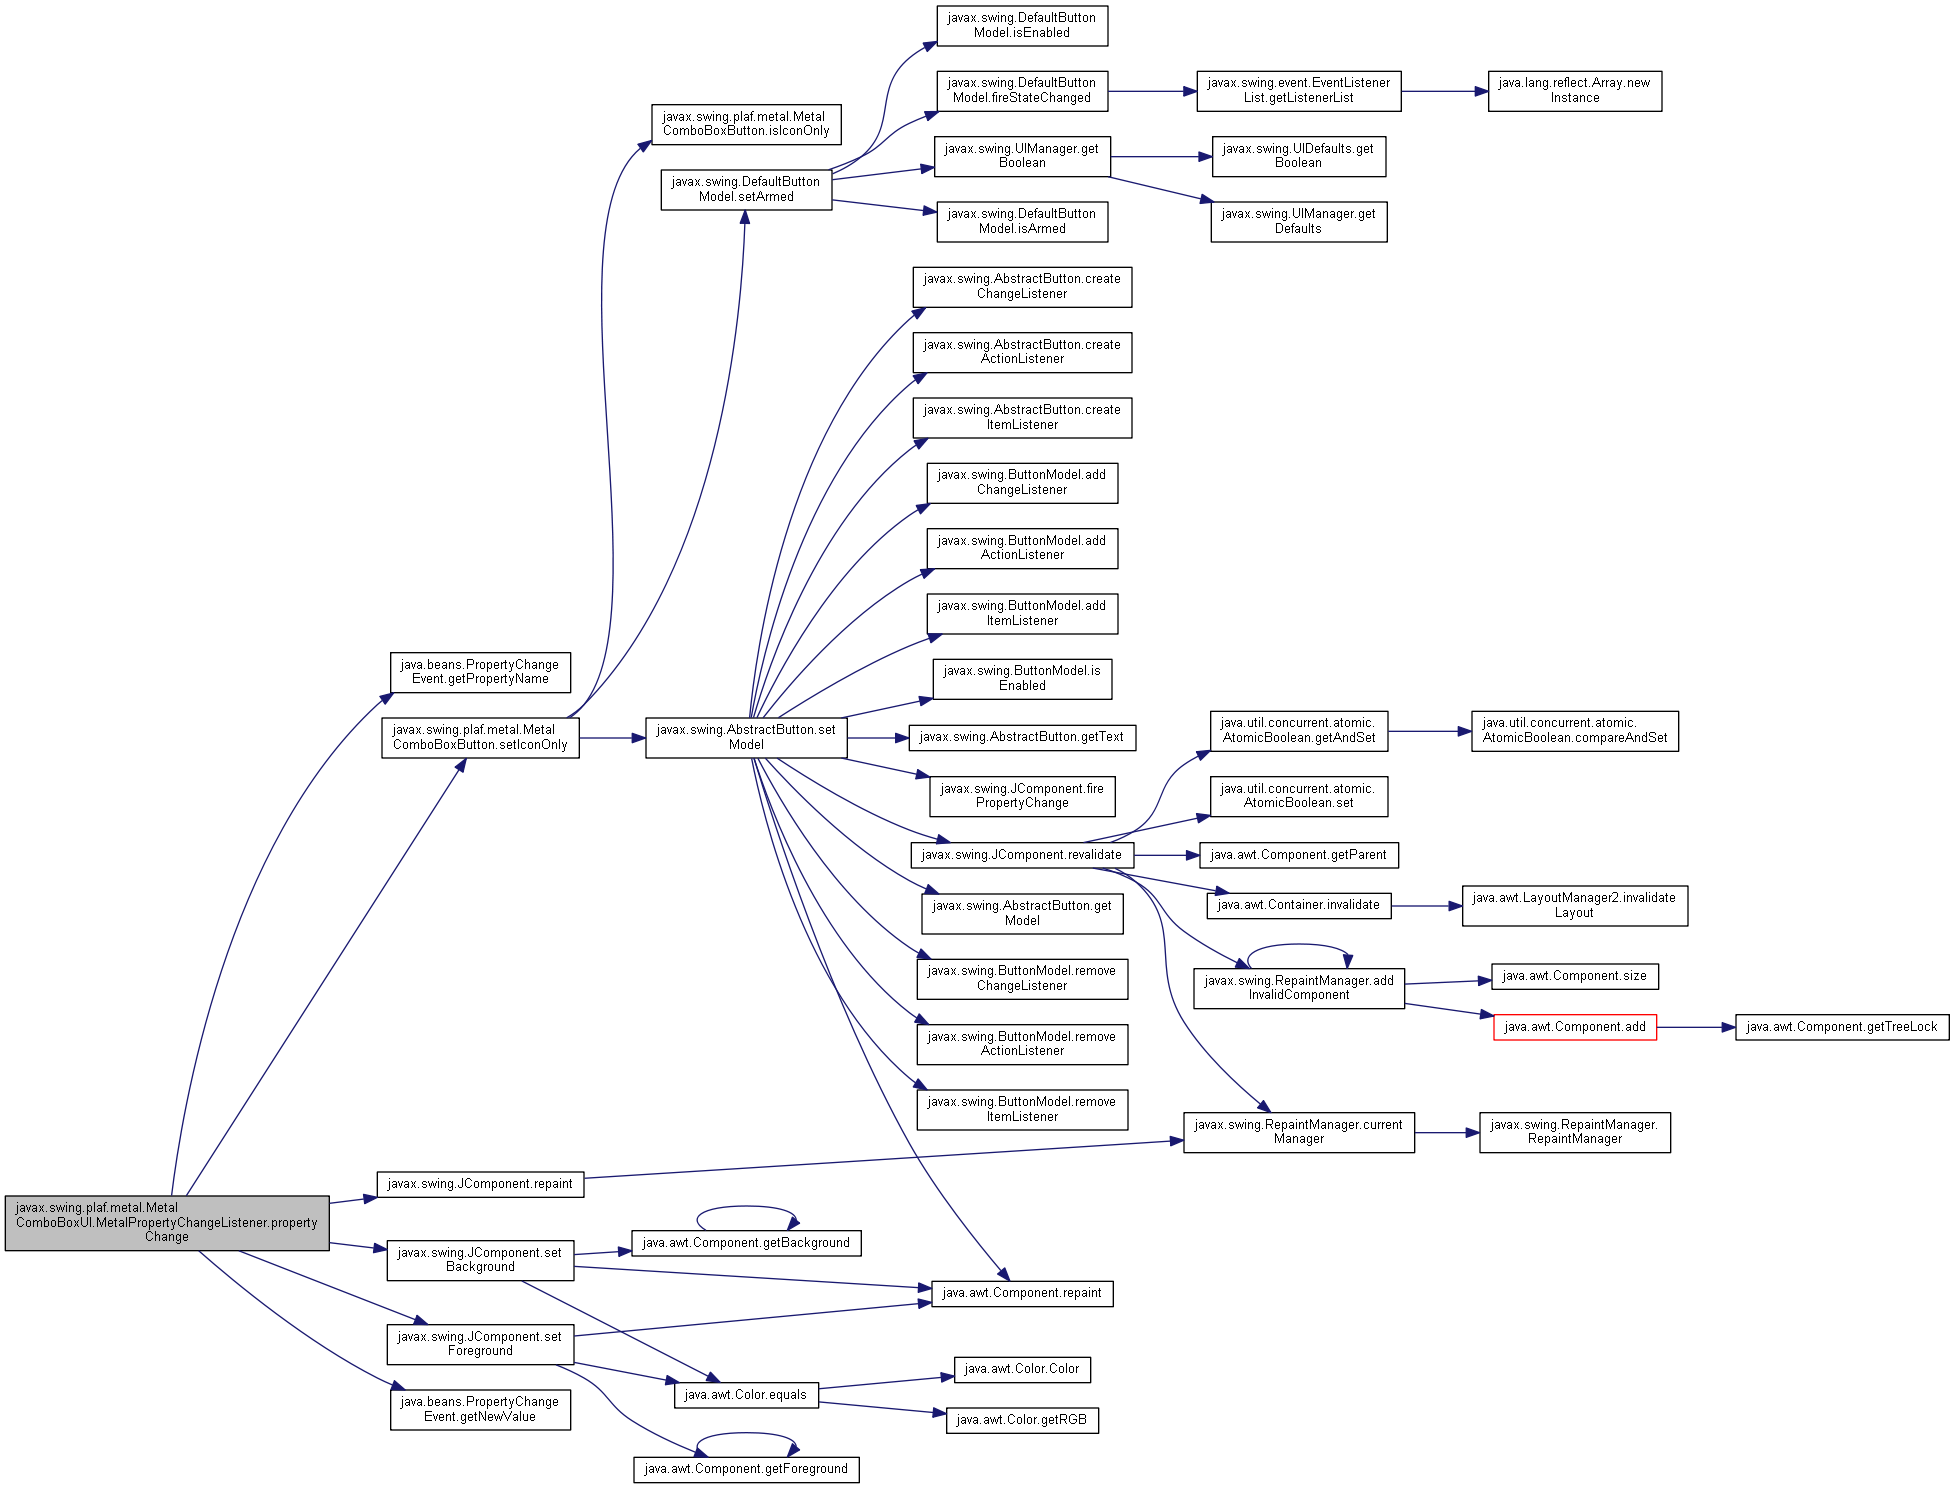 javax.swing.DefaultButton
Model.isEnabled
javax.swing.DefaultButton
Model.fireStateChanged
javax.swing.event.EventListener
List.getListenerList
java.lang.reflect.Array.new
Instance
javax.swing.plaf.metal.Metal
ComboBoxButton.isIconOnly
javax.swing.UIManager.get
Boolean
javax.swing.UIDefaults.get
Boolean
javax.swing.DefaultButton
Model.setArmed
javax.swing.DefaultButton
Model.isArmed
javax.swing.UIManager.get
Defaults
javax.swing.AbstractButton.create
ChangeListener
javax.swing.AbstractButton.create
ActionListener
javax.swing.AbstractButton.create
ItemListener
javax.swing.ButtonModel.add
ChangeListener
javax.swing.ButtonModel.add
ActionListener
javax.swing.ButtonModel.add
ItemListener
java.beans.PropertyChange
Event.getPropertyName
javax.swing.ButtonModel.is
Enabled
javax.swing.plaf.metal.Metal
ComboBoxButton.setIconOnly
javax.swing.AbstractButton.set
Model
javax.swing.AbstractButton.getText
java.util.concurrent.atomic.
AtomicBoolean.getAndSet
java.util.concurrent.atomic.
AtomicBoolean.compareAndSet
javax.swing.JComponent.fire
PropertyChange
java.util.concurrent.atomic.
AtomicBoolean.set
javax.swing.JComponent.revalidate
java.awt.Component.getParent
javax.swing.AbstractButton.get
Model
java.awt.Container.invalidate
java.awt.LayoutManager2.invalidate
Layout
javax.swing.ButtonModel.remove
ChangeListener
javax.swing.RepaintManager.add
InvalidComponent
java.awt.Component.size
javax.swing.ButtonModel.remove
ActionListener
java.awt.Component.add
java.awt.Component.getTreeLock
javax.swing.ButtonModel.remove
ItemListener
javax.swing.RepaintManager.current
Manager
javax.swing.RepaintManager.
RepaintManager
javax.swing.JComponent.repaint
javax.swing.plaf.metal.Metal
ComboBoxUI.MetalPropertyChangeListener.property
Change
javax.swing.JComponent.set
Background
java.awt.Component.getBackground
java.awt.Component.repaint
javax.swing.JComponent.set
Foreground
java.awt.Color.equals
java.awt.Color.Color
java.beans.PropertyChange
Event.getNewValue
java.awt.Color.getRGB
java.awt.Component.getForeground